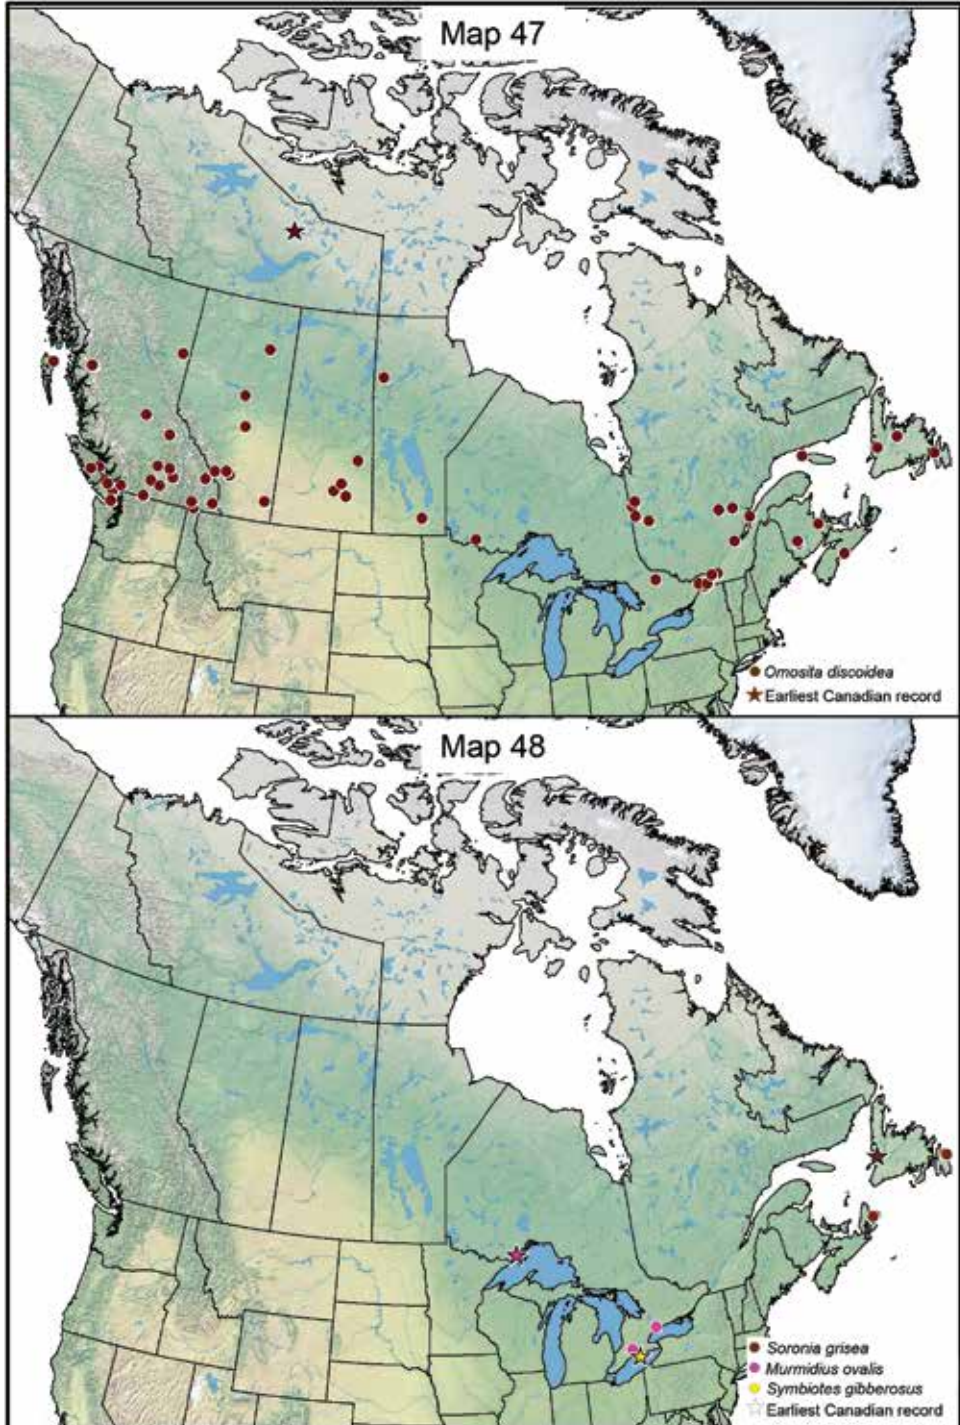 Map 47
Omosita discoidea
Earliest Canadian record
Map 48
Soronia grisea
Murmidius ovalis
Symbiotes gibberosus
Earliest Canadian record